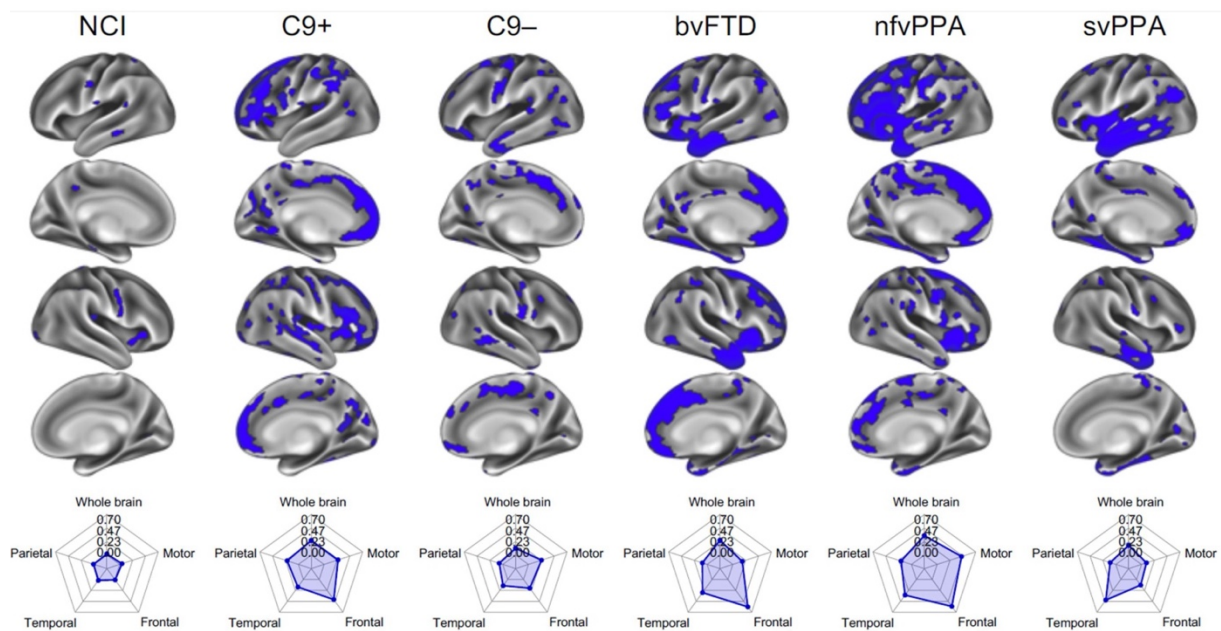 NCI C9+ C9– bvFTD nfvPPA svPPA
Whole brain Whole brain Whole brain Whole brain Whole brain Whole brain
0.70 0.70 0.70 0.70 0.70 0.70
0.47 0.47 0.47 0.47 0.47 0.47
0.23 0.23 0.23 0.23 0.23 0.23
0.00 0.00 0.00 0.00 0.00 0.00
Parietal Motor Parietal Motor Parietal Motor Parietal Motor Parietal Motor Parietal Motor
Temporal Frontal Temporal Frontal Temporal Frontal Temporal Frontal Temporal Frontal Temporal Frontal